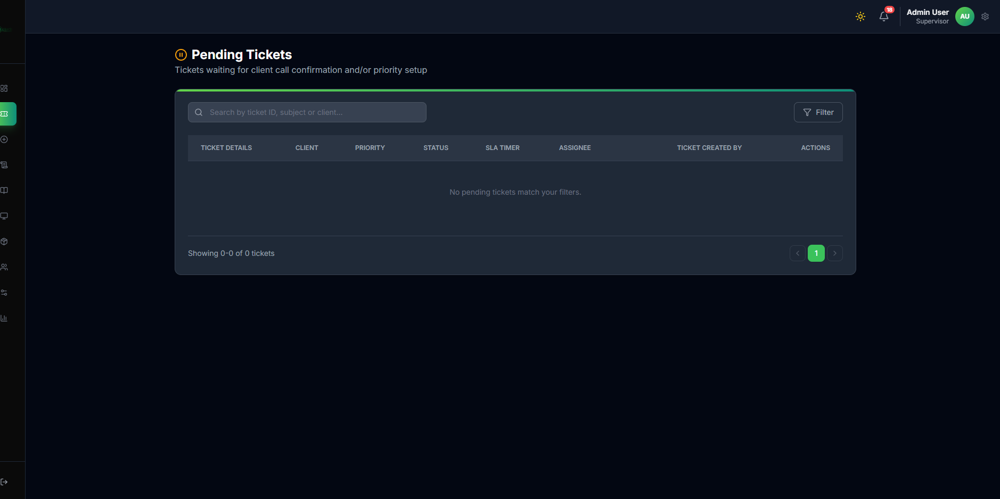 18
Admin User
Supervisor
AU
Pending Tickets
Tickets waiting for client call confirmation and/or priority setup
Search by ticket ID, subject or client...
Filter
TICKET DETAILS CLIENT PRIORITY STATUS SLA TIMER ASSIGNEE TICKET CREATED BY ACTIONS
No pending tickets match your filters.
Showing 0-0 of 0 tickets
1